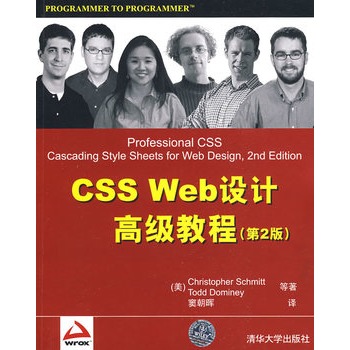 PROGRAMMER TO PROGRAMMER™
Professional CSS
Cascading Style Sheets for Web Design, 2nd Edition
CSS Web设计
高级教程(第2版)
(美) Christopher Schmitt
Todd Dominey 等著
窦朝晖 译
wrox™
清华大学出版社